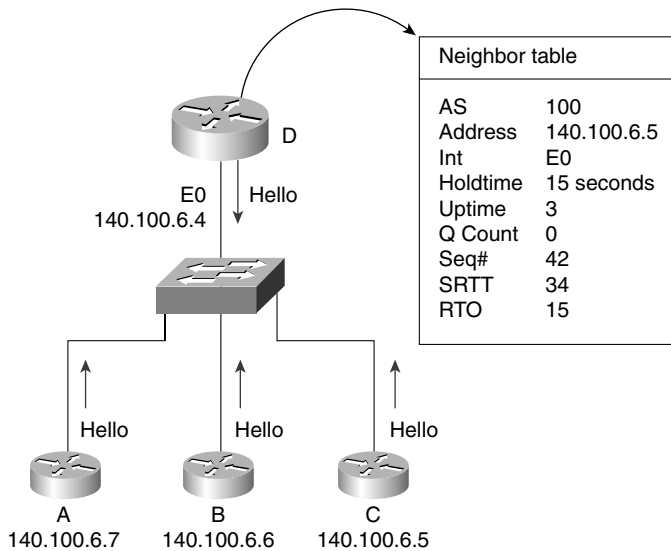 Neighbor table
AS 100
Address 140.100.6.5
Int E0
Holdtime 15 seconds
Uptime 3
Q Count 0
Seq# 42
SRTT 34
RTO 15
D
E0
140.100.6.4
Hello
Hello
Hello
Hello
A
140.100.6.7
B
140.100.6.6
C
140.100.6.5